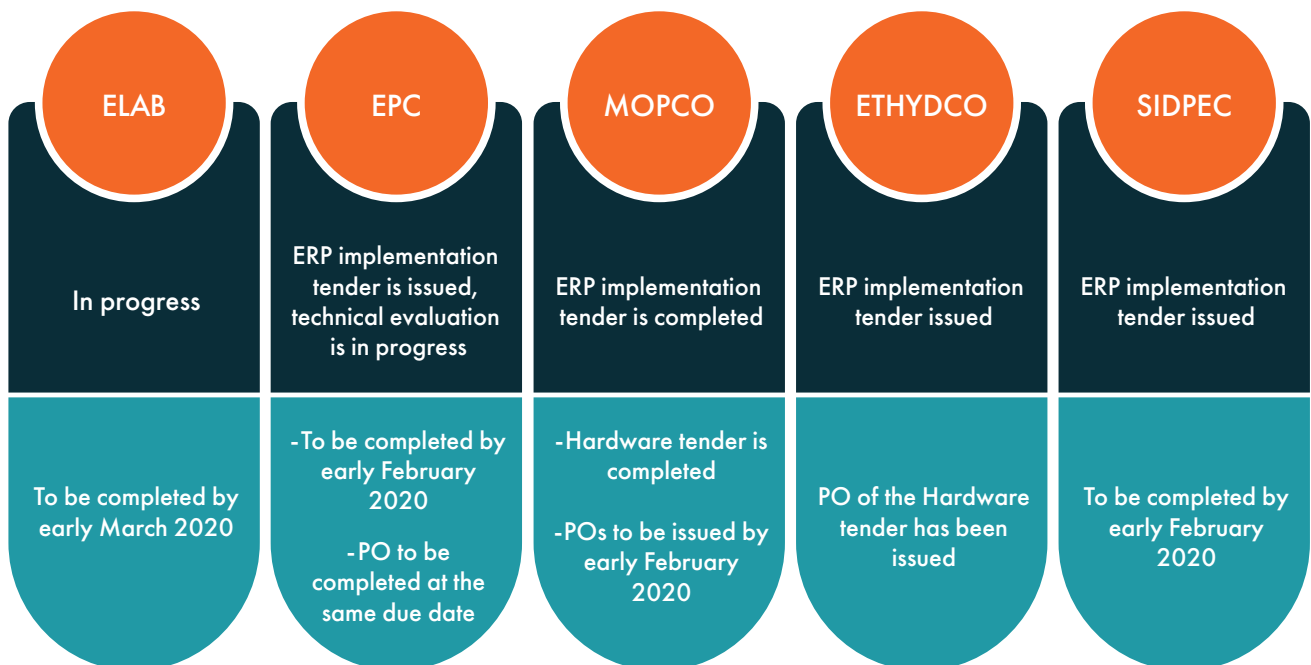 ELAB
In progress
To be completed by
early March 2020
EPC
ERP implementation
tender is issued,
technical evaluation
is in progress
-To be completed by
early February
2020
-PO to be
completed at the
same due date
MOPCO
ERP implementation
tender is completed
-Hardware tender is
completed
-POs to be issued by
early February
2020
ETHYDCO
ERP implementation
tender issued
PO of the Hardware
tender has been
issued
SIDPEC
ERP implementation
tender issued
To be completed by
early February
2020